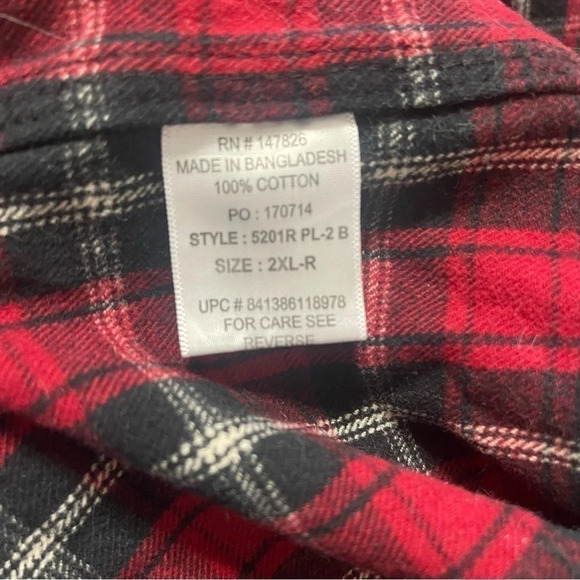 RN # 147826
MADE IN BANGLADESH
100% COTTON
PO : 170714
STYLE : 5201R PL-2 B
SIZE : 2XL-R
UPC # 841386118978
FOR CARE SEE
REVERSE